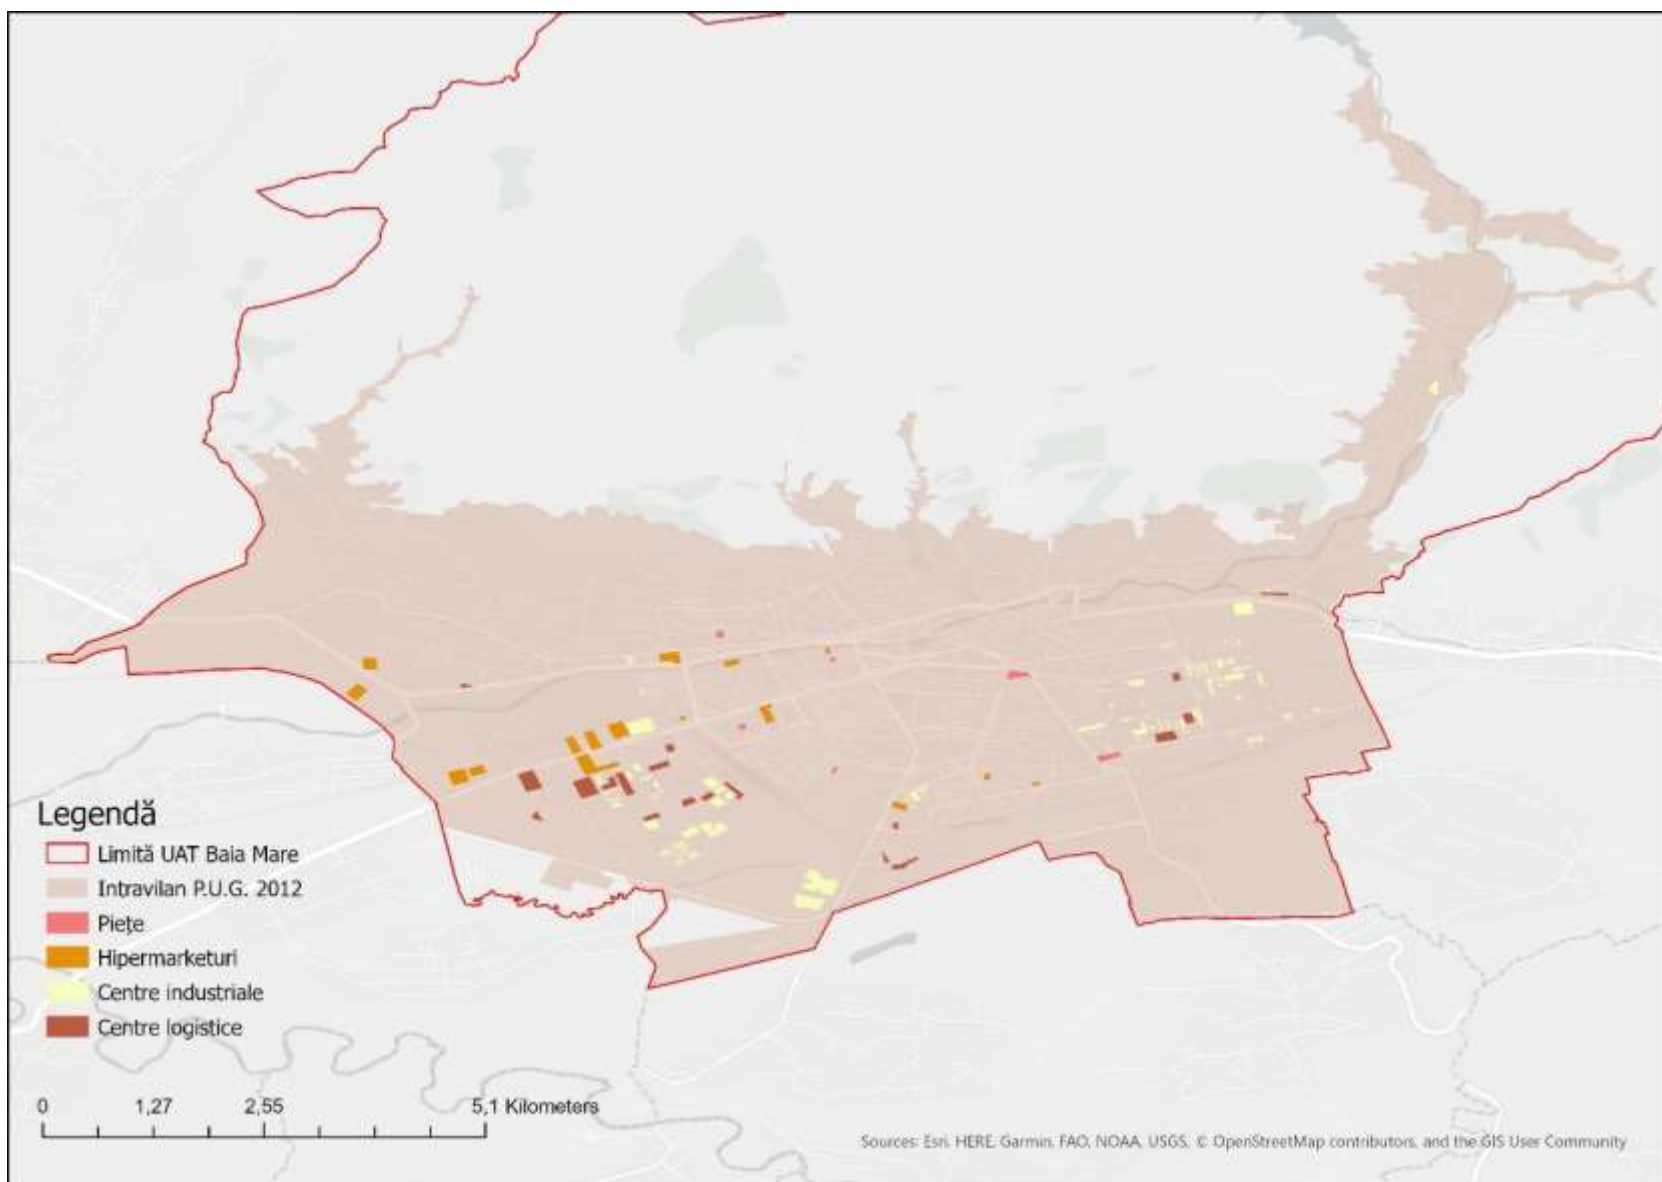 Legendă
Limită UAT Baia Mare
Intravilan P.U.G. 2012
Piețe
Hipermarketuri
Centre industriale
Centre logistice
0 1,27 2,55 5,1 Kilometers
Sources: Esri, HERE, Garmin, FAO, NOAA, USGS, © OpenStreetMap contributors, and the GIS User Community